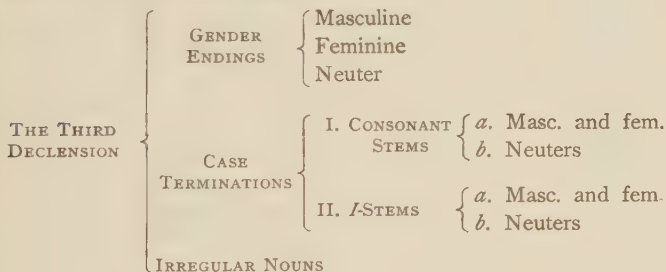 THE THIRD
DECLENSION
GENDER
ENDINGS
Masculine
Feminine
Neuter
CASE
TERMINATIONS
I. CONSONANT
STEMS
a. Masc. and fem.
b. Neuters
II. I-STEMS
a. Masc. and fem.
b. Neuters
IRREGULAR NOUNS